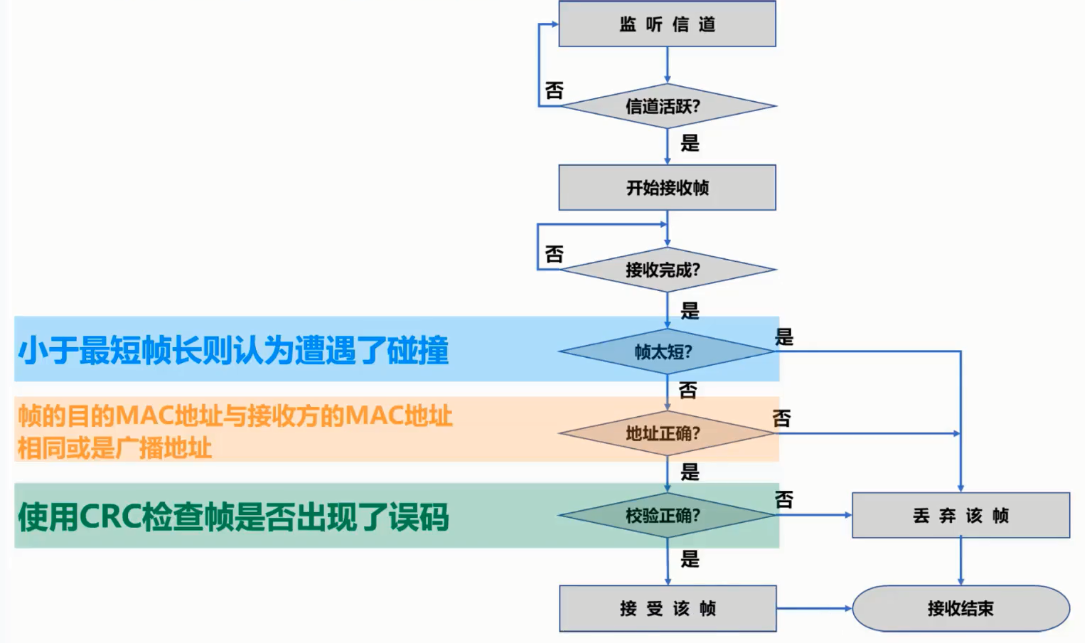 监 听 信 道
否
信道活跃?
是
开始接收帧
否
接收完成?
是
小于最短帧长则认为遭遇了碰撞
帧太短?
是
否
帧的目的MAC地址与接收方的MAC地址
相同或是广播地址
地址正确?
否
是
使用CRC检查帧是否出现了误码
校验正确?
否
丢 弃 该 帧
是
接 受 该 帧
接收结束